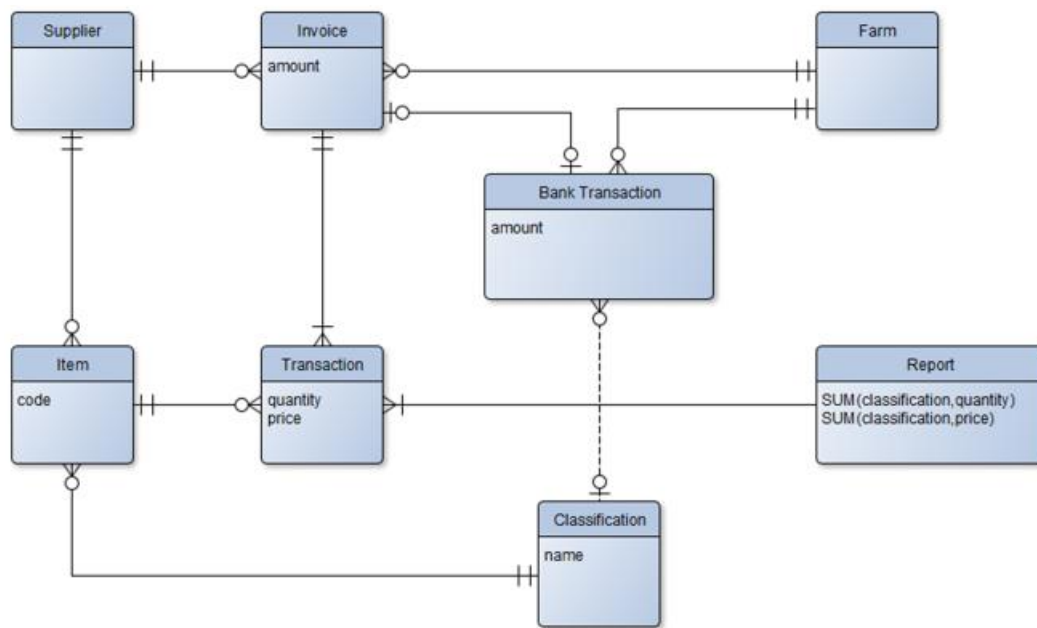 Supplier
Invoice
amount
Farm
Bank Transaction
amount
Item
code
Transaction
quantity
price
Report
SUM(classification,quantity)
SUM(classification,price)
Classification
name